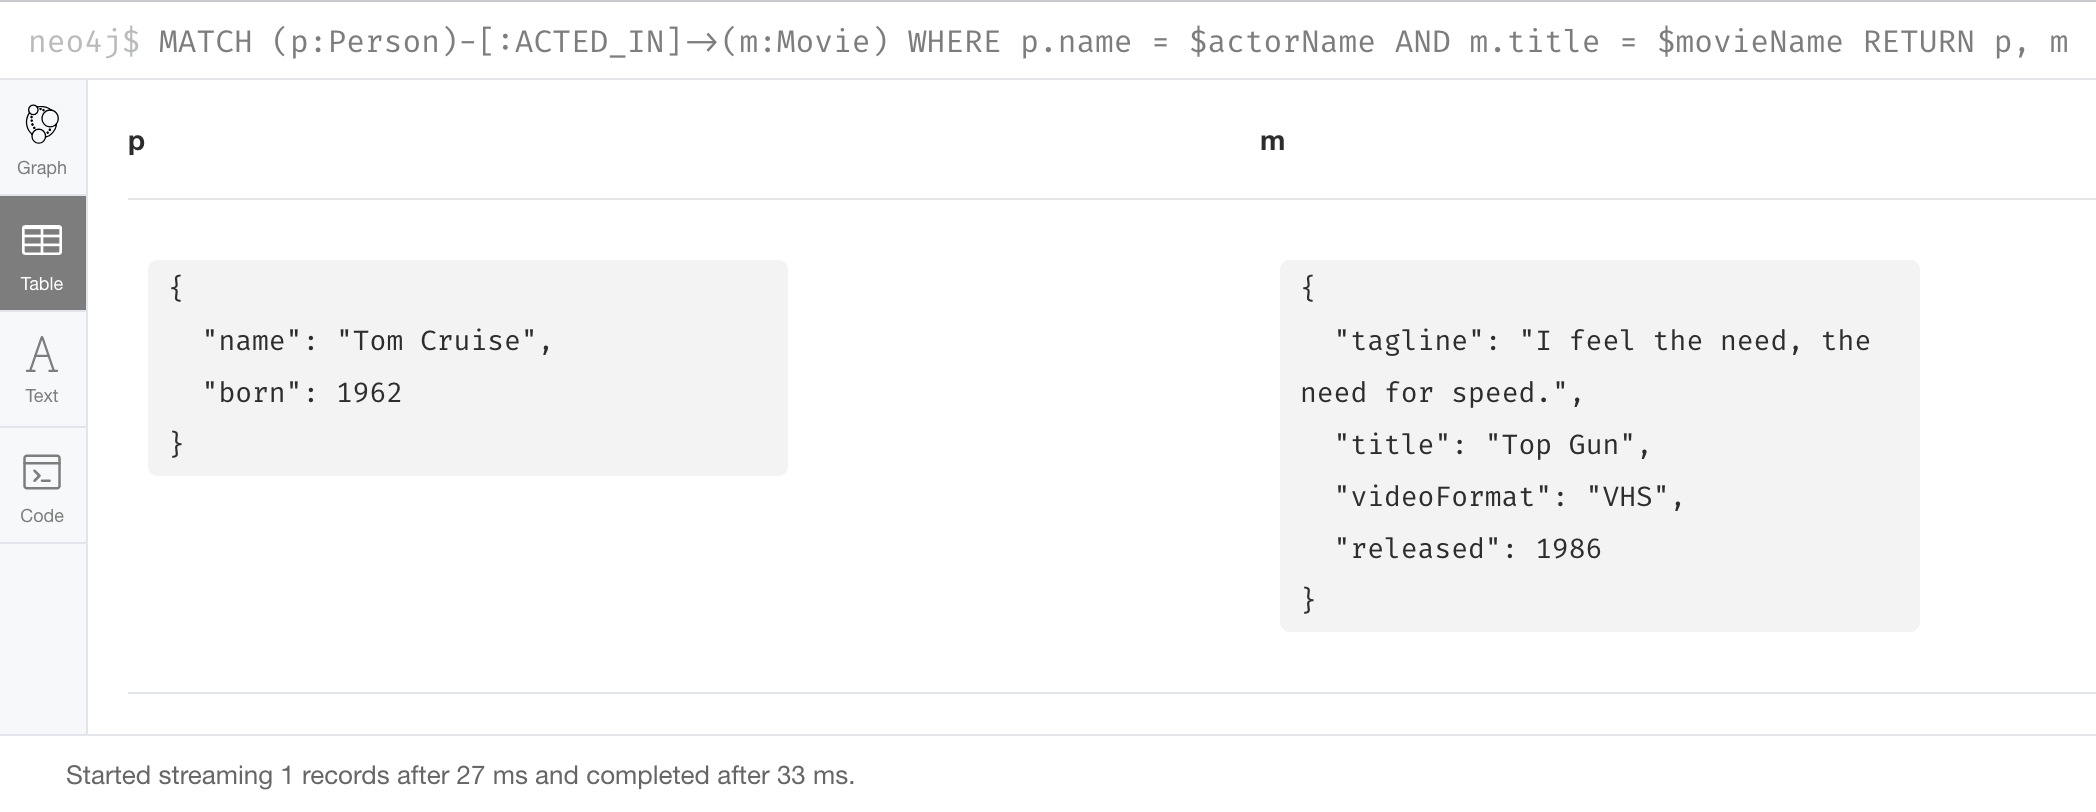 neo4j$ MATCH (p:Person)-[:ACTED_IN]->(m:Movie) WHERE p.name = $actorName AND m.title = $movieName RETURN p, m
Graph
Table
Text
Code
p
{
"name": "Tom Cruise",
"born": 1962
}
m
{
"tagline": "I feel the need, the
need for speed.",
"title": "Top Gun",
"videoFormat": "VHS",
"released": 1986
}
Started streaming 1 records after 27 ms and completed after 33 ms.